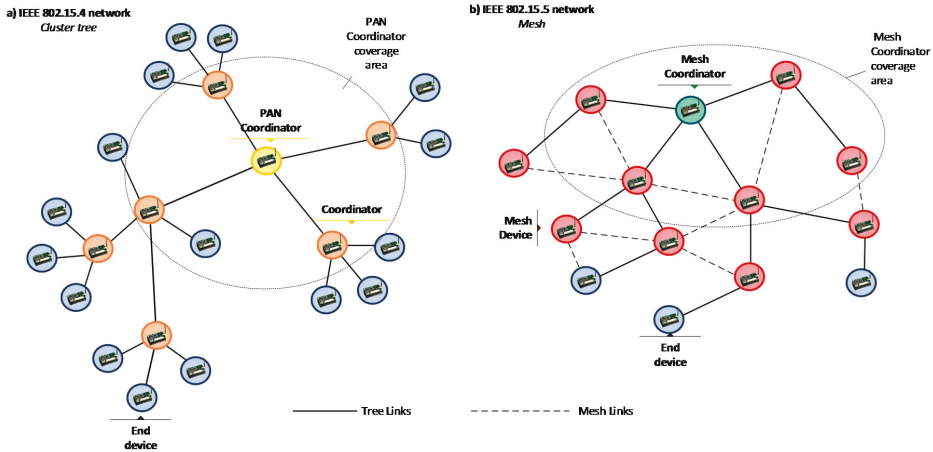 a) IEEE 802.15.4 network
Cluster tree
PAN
Coordinator
coverage
area
PAN
Coordinator
Coordinator
End
device
b) IEEE 802.15.5 network
Mesh
Mesh
Coordinator
Mesh
Coordinator
coverage
area
Mesh
Device
End
device
Tree Links
Mesh Links